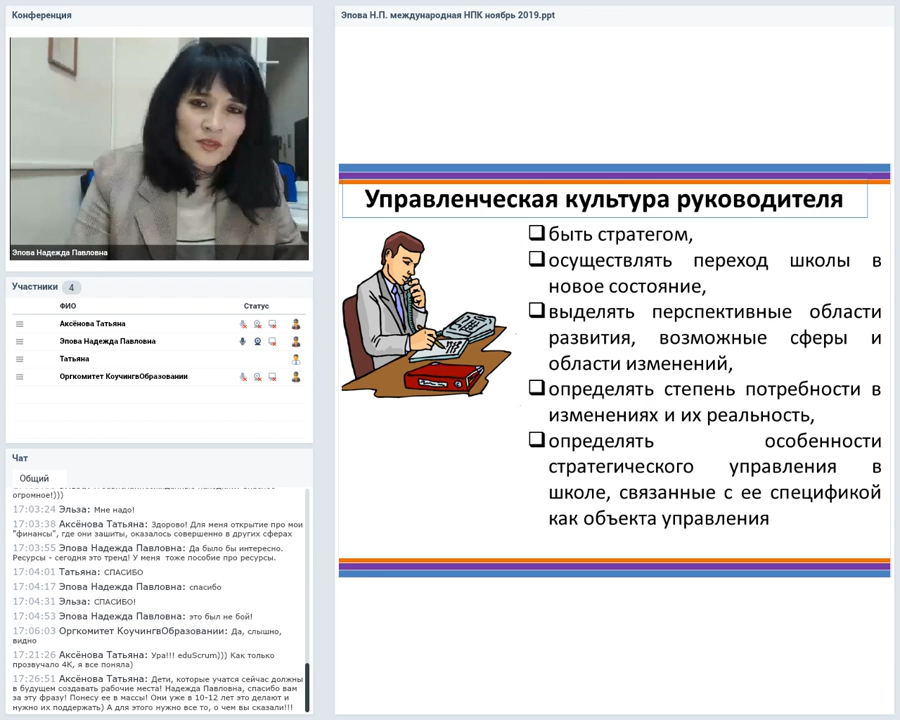 Конференция
Эпова Надежда Павловна
Участники 4
ФИО Статус
Аксёнова Татьяна
Эпова Надежда Павловна
Татьяна
Оргкомитет КоучингвОбразовании
Чат
Общий
огромное!)))
17:03:24 Эльза: Мне надо!
17:03:38 Аксёнова Татьяна: Здорово! Для меня открытие про мои
"финансы", где они зашиты, оказалось совершенно в других сферах
17:03:55 Эпова Надежда Павловна: Да было бы интересно.
Ресурсы - сегодня это тренд! У меня тоже пособие про ресурсы.
17:04:01 Татьяна: СПАСИБО
17:04:17 Эпова Надежда Павловна: спасибо
17:04:31 Эльза: СПАСИБО!
17:04:53 Эпова Надежда Павловна: это был не бой!
17:06:03 Оргкомитет КоучингвОбразовании: Да, слышно,
видно
17:21:26 Аксёнова Татьяна: Ура!!! eduScrum))) Как только
прозвучало 4К, я все поняла)
17:26:51 Аксёнова Татьяна: Дети, которые учатся сейчас должны
в будущем создавать рабочие места! Надежда Павловна, спасибо вам
за эту фразу! Понесу ее в массы! Они уже в 10-12 лет это делают и
нужно их поддержать) А для этого нужно все то, о чем вы сказали!!!
Эпова Н.П. международная НПК ноябрь 2019.ppt
Управленческая культура руководителя
быть стратегом,
осуществлять переход школы в
новое состояние,
выделять перспективные области
развития, возможные сферы и
области изменений,
определять степень потребности в
изменениях и их реальность,
определять особенности
стратегического управления в
школе, связанные с ее спецификой
как объекта управления